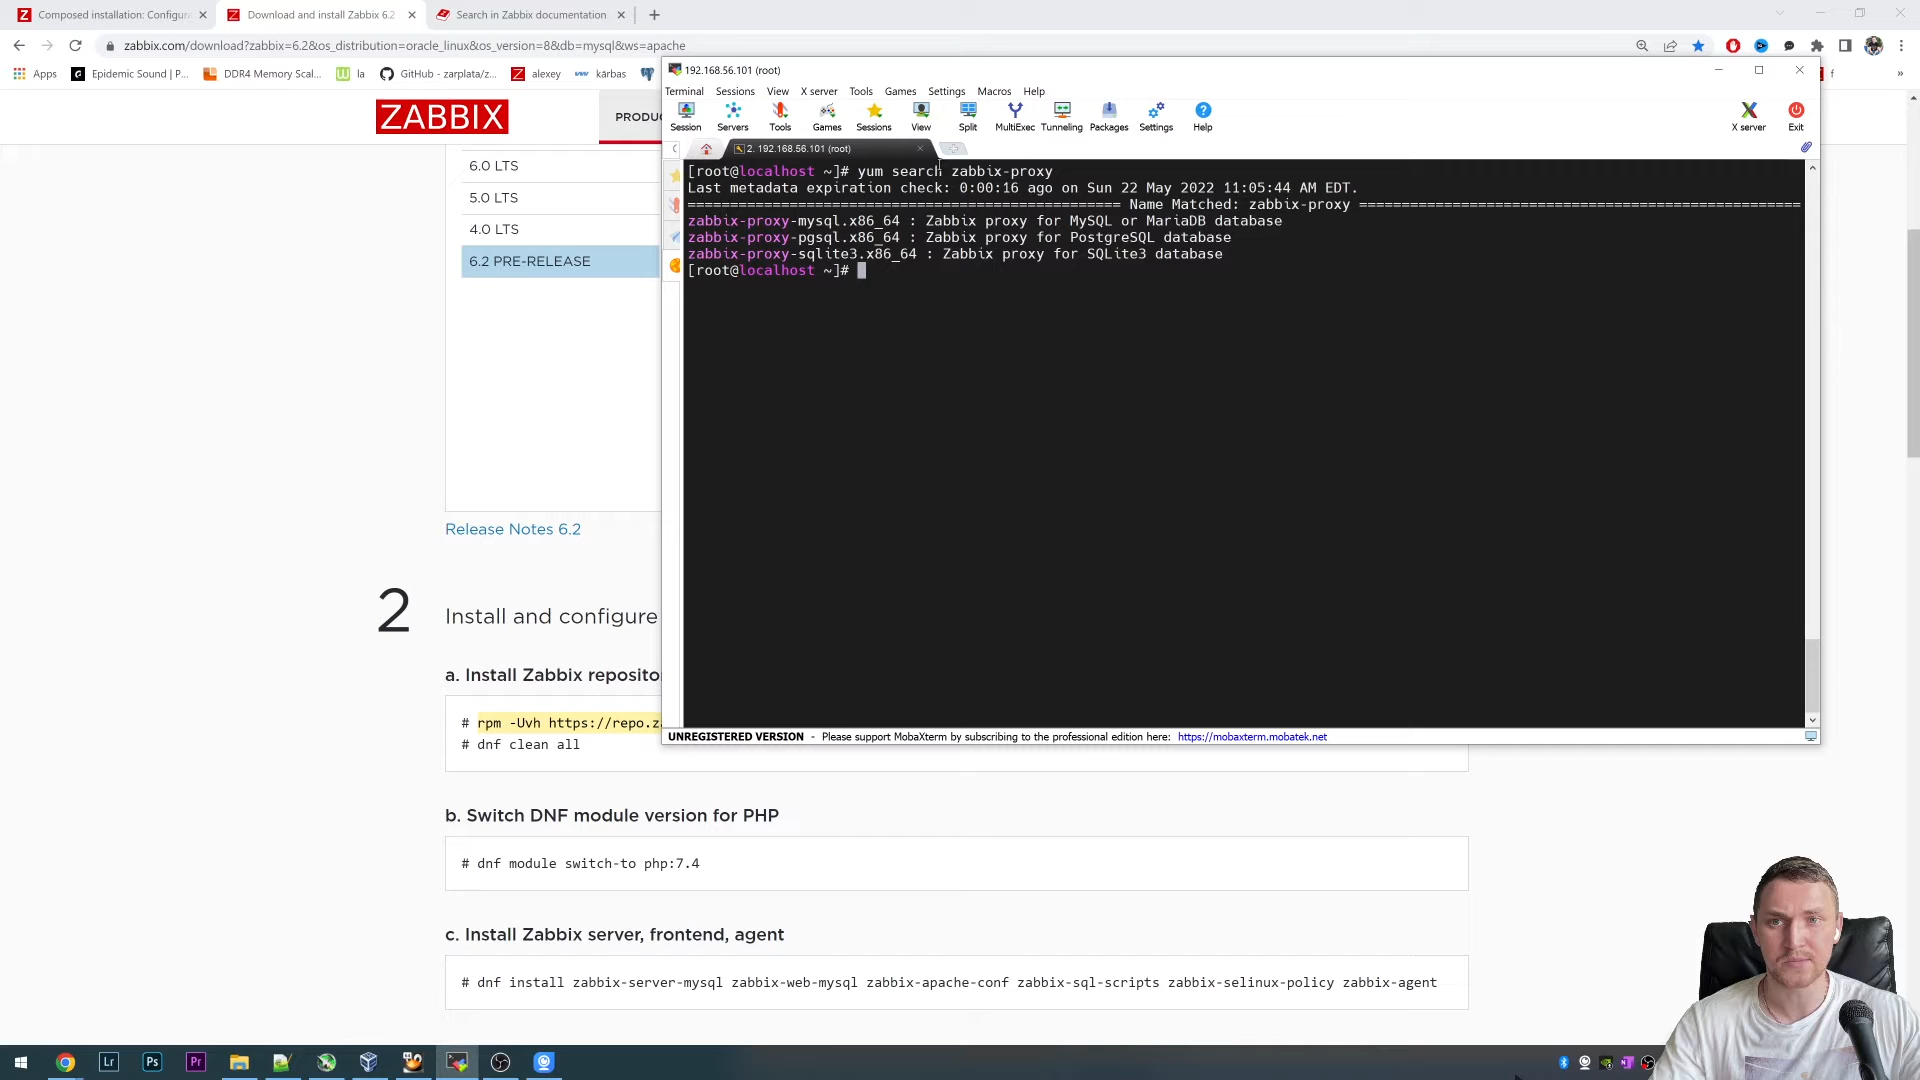 Composed installation: Configur
Download and install Zabbix 6.2
Search in Zabbix documentation
zabbix.com/download?zabbix=6.2&os_distribution=oracle_linux&os_version=8&db=mysql&ws=apache
Apps
Epidemic Sound | P...
DDR4 Memory Scal...
la
GitHub - zarplata/z...
alexey
kārbas
f
»
ZABBIX
PRODU
6.0 LTS
5.0 LTS
4.0 LTS
6.2 PRE-RELEASE
Release Notes 6.2
2
Install and configure
a. Install Zabbix reposito
# rpm -Uvh https://repo.za
# dnf clean all
b. Switch DNF module version for PHP
# dnf module switch-to php:7.4
c. Install Zabbix server, frontend, agent
# dnf install zabbix-server-mysql zabbix-web-mysql zabbix-apache-conf zabbix-sql-scripts zabbix-selinux-policy zabbix-agent
192.168.56.101 (root)
Terminal Sessions View X server Tools Games Settings Macros Help
Session Servers Tools Games Sessions View Split MultiExec Tunneling Packages Settings Help X server Exit
2. 192.168.56.101 (root)
[root@localhost ~]# yum search zabbix-proxy
Last metadata expiration check: 0:00:16 ago on Sun 22 May 2022 11:05:44 AM EDT.
=================================================== Name Matched: zabbix-proxy ====================================================
zabbix-proxy-mysql.x86_64 : Zabbix proxy for MySQL or MariaDB database
zabbix-proxy-pgsql.x86_64 : Zabbix proxy for PostgreSQL database
zabbix-proxy-sqlite3.x86_64 : Zabbix proxy for SQLite3 database
[root@localhost ~]#
UNREGISTERED VERSION - Please support MobaXterm by subscribing to the professional edition here: https://mobaxterm.mobatek.net
Lr
Ps
Pr